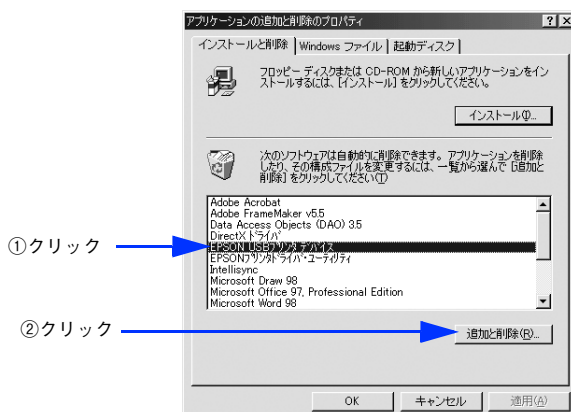 アプリケーションの追加と削除のプロパティ
インストールと削除
Windows ファイル
起動ディスク
フロッピー ディスクまたは CD-ROM から新しいアプリケーションをイン
ストールするには、[インストール] をクリックしてください。
インストール(I)...
次のソフトウェアは自動的に削除できます。アプリケーションを削除
したり、その構成ファイルを変更するには、一覧から選んで [追加と
削除] をクリックしてください(T)
Adobe Acrobat
Adobe FrameMaker v5.5
Data Access Objects (DAO) 3.5
DirectX ドライバ
①クリック
EPSON USBプリンタ デバイス
EPSONプリンタドライバ・ユーティリティ
Intellisync
Microsoft Draw 98
Microsoft Office 97, Professional Edition
Microsoft Word 98
②クリック
追加と削除(R)...
OK
キャンセル
適用(A)